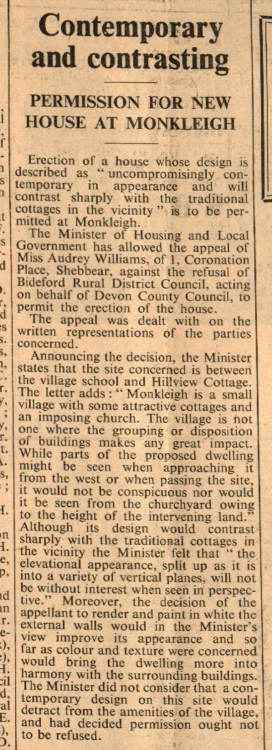 Contemporary
and contrasting
PERMISSION FOR NEW
HOUSE AT MONKLEIGH
Erection of a house whose design is
described as " uncompromisingly con-
temporary in appearance and will
contrast sharply with the traditional
cottages in the vicinity " is to be per-
mitted at Monkleigh.
The Minister of Housing and Local
Government has allowed the appeal of
Miss Audrey Williams, of 1, Coronation
Place, Shebbear, against the refusal of
Bideford Rural District Council, acting
on behalf of Devon County Council, to
permit the erection of the house.
The appeal was dealt with on the
written representations of the parties
concerned.
Announcing the decision, the Minister
states that the site concerned is between
the village school and Hillview Cottage.
The letter adds : " Monkleigh is a small
village with some attractive cottages and
an imposing church. The village is not
one where the grouping or disposition
of buildings makes any great impact.
While parts of the proposed dwelling
might be seen when approaching it
from the west or when passing the site,
it would not be conspicuous nor would
it be seen from the churchyard owing
to the height of the intervening land."
Although its design would contrast
sharply with the traditional cottages in
the vicinity the Minister felt that " the
elevational appearance, split up as it is
into a variety of vertical planes, will not
be without interest when seen in perspec-
tive." Moreover, the decision of the
appellant to render and paint in white the
external walls would in the Minister's
view improve its appearance and so
far as colour and texture were concerned
would bring the dwelling more into
harmony with the surrounding buildings.
The Minister did not consider that a con-
temporary design on this site would
detract from the amenities of the village,
and had decided permission ought not
to be refused.